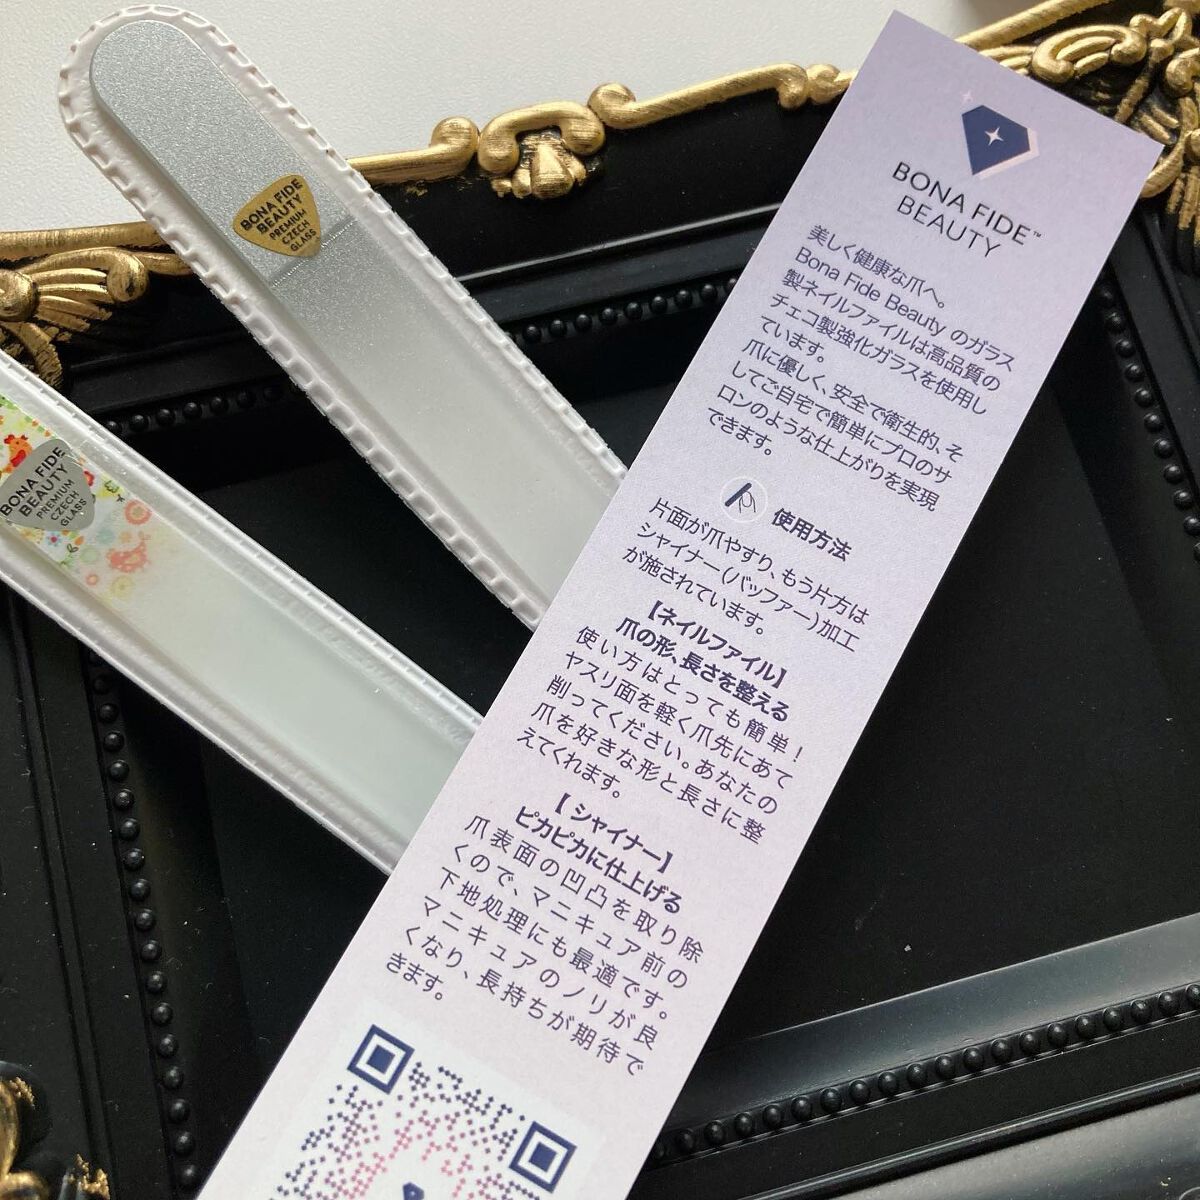 BONA FIDE
BEAUTY
PREMIUM
CZECH
GLASS
BONA FIDE
BEAUTY
PREMIUM
CZECH
GLASS
BONA FIDE™
BEAUTY
美しく健康な爪へ。
Bona Fide Beauty のガラス
製ネイルファイルは高品質の
チェコ製強化ガラスを使用し
ています。
爪に優しく、安全で衛生的、そ
してご自宅で簡単にプロのサ
ロンのような仕上がりを実現
できます。
使用方法
片面が爪やすり、もう片方は
シャイナー(バッファー)加工
が施されています。
【ネイルファイル】
爪の形、長さを整える
使い方はとっても簡単!
ヤスリ面を軽く爪先にあて
削ってください。あなたの
爪を好きな形と長さに整
えてくれます。
【シャイナー】
ピカピカに仕上げる
爪表面の凹凸を取り除
くので、マニキュア前の
下地処理にも最適です。
マニキュアのノリが良
くなり、長持ちが期待で
きます。